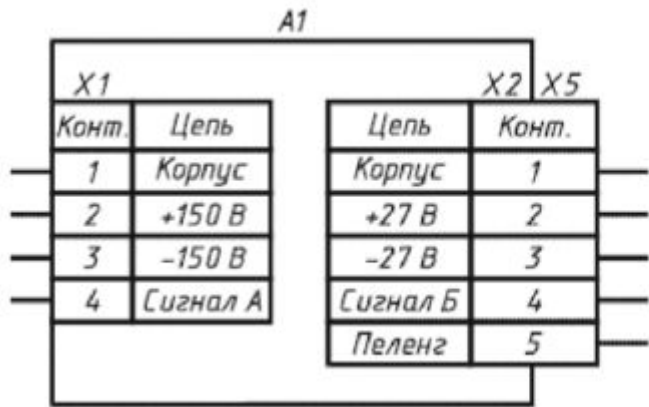 А1
X1
X2 X5
Конт. Цепь
Цепь Конт.
1 Корпус
Корпус 1
2 +150 В
+27 В 2
3 -150 В
-27 В 3
4 Сигнал А
Сигнал Б 4
Пеленг 5